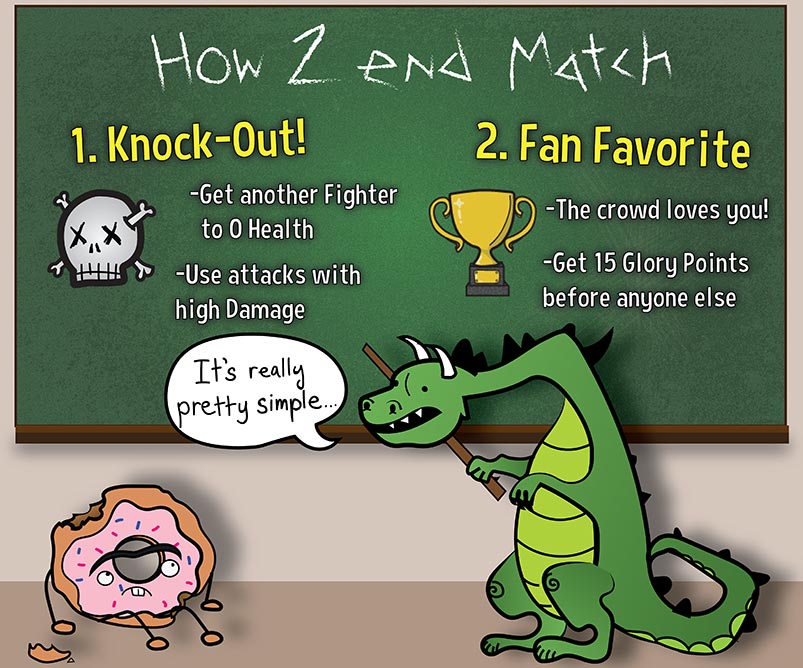 How 2 end Match
1. Knock-Out!
-Get another Fighter
to 0 Health
-Use attacks with
high Damage
2. Fan Favorite
-The crowd loves you!
-Get 15 Glory Points
before anyone else
It's really
pretty simple...